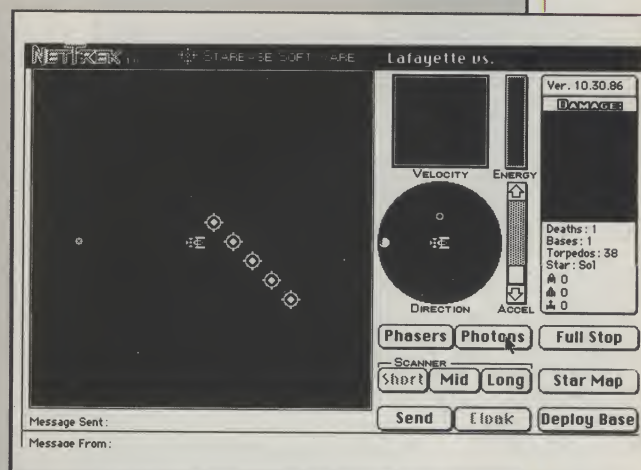 NETTREK
STARBASE SOFTWARE
Lafayette vs.
Ver. 10.30.86
DAMAGE:
VELOCITY
ENERGY
Deaths: 1
Bases: 1
Torpedos: 38
Star: Sol
0
0
0
DIRECTION
ACCEL
Phasers
Photons
Full Stop
SCANNER
Short
Mid
Long
Star Map
Send
Cloak
Deploy Base
Message Sent:
Message From: